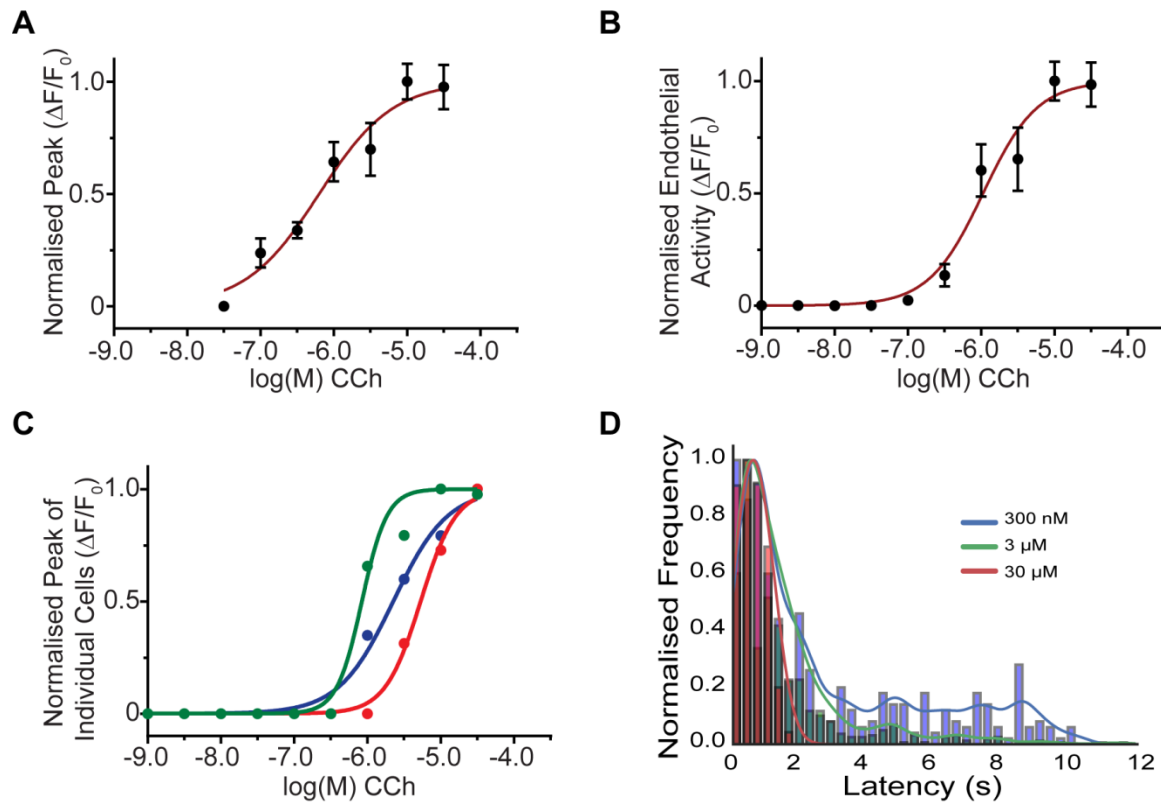 A
Normalised Peak (ΔF/F0)
1.0
0.5
0
-9.0 -8.0 -7.0 -6.0 -5.0 -4.0
log(M) CCh
B
Normalised Endothelial
Activity (ΔF/F0)
1.0
0.5
0
-9.0 -8.0 -7.0 -6.0 -5.0 -4.0
log(M) CCh
C
Normalised Peak of
Individual Cells (ΔF/F0)
1.0
0.5
0
-9.0 -8.0 -7.0 -6.0 -5.0 -4.0
log(M) CCh
D
Normalised Frequency
1.0
0.8
0.6
0.4
0.2
0.0
0 2 4 6 8 10 12
Latency (s)
300 nM
3 µM
30 µM